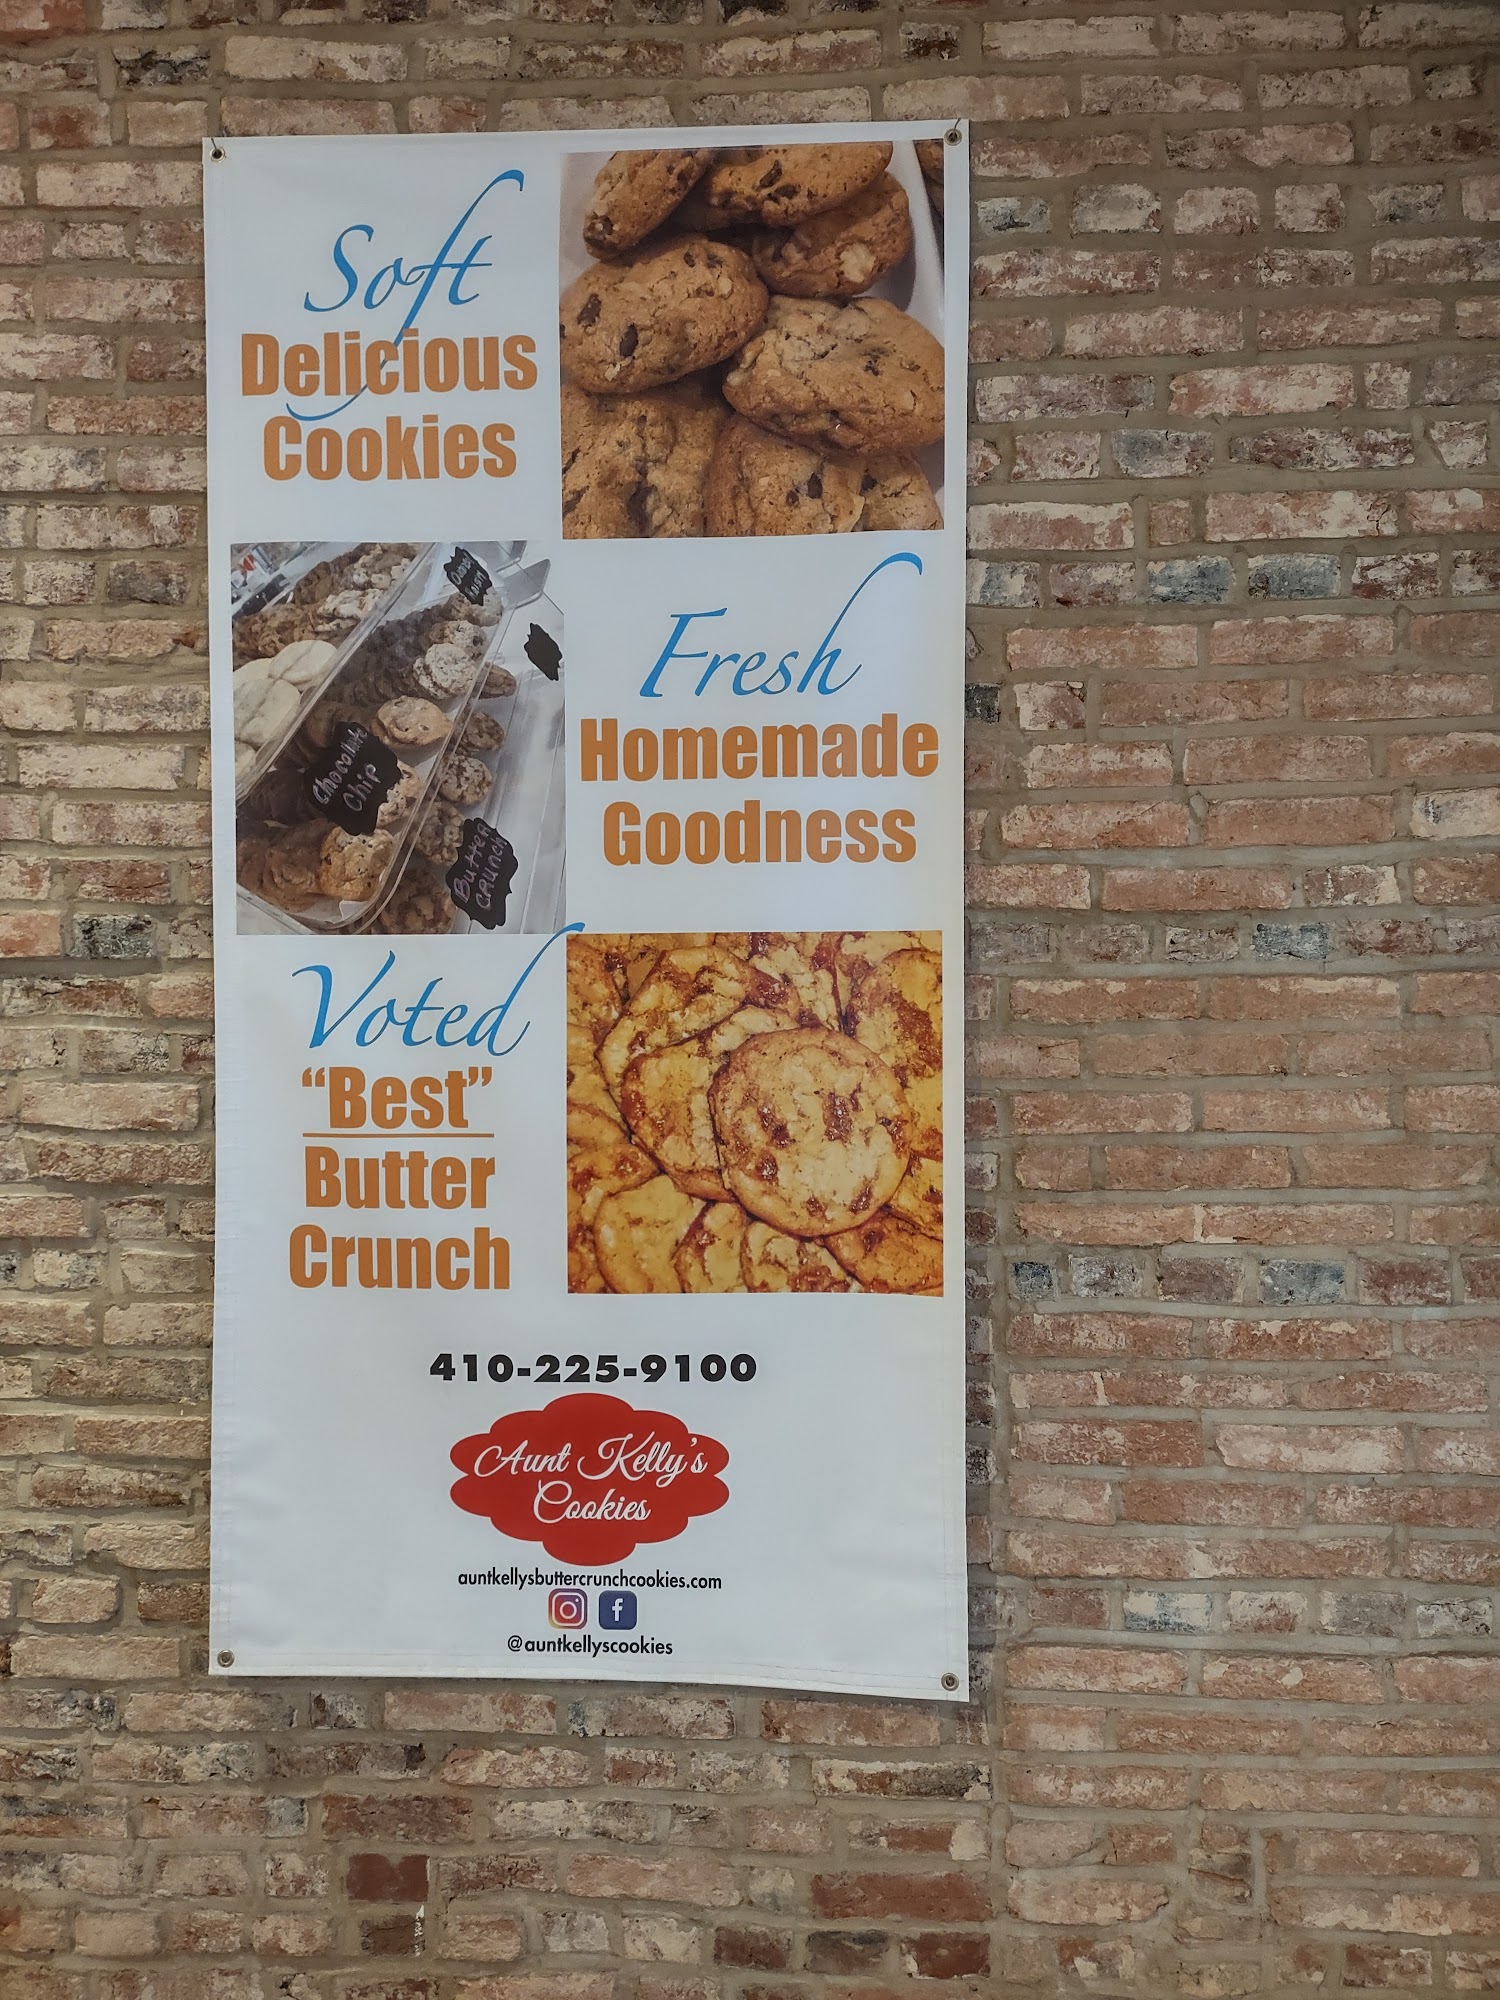 Soft
Delicious
Cookies
Chocolate
Chip
Butter
Crunch
Fresh
Homemade
Goodness
Voted
“Best”
Butter
Crunch
410-225-9100
Aunt Kelly's
Cookies
auntkellysbuttercrunchcookies.com
@auntkellyscookies